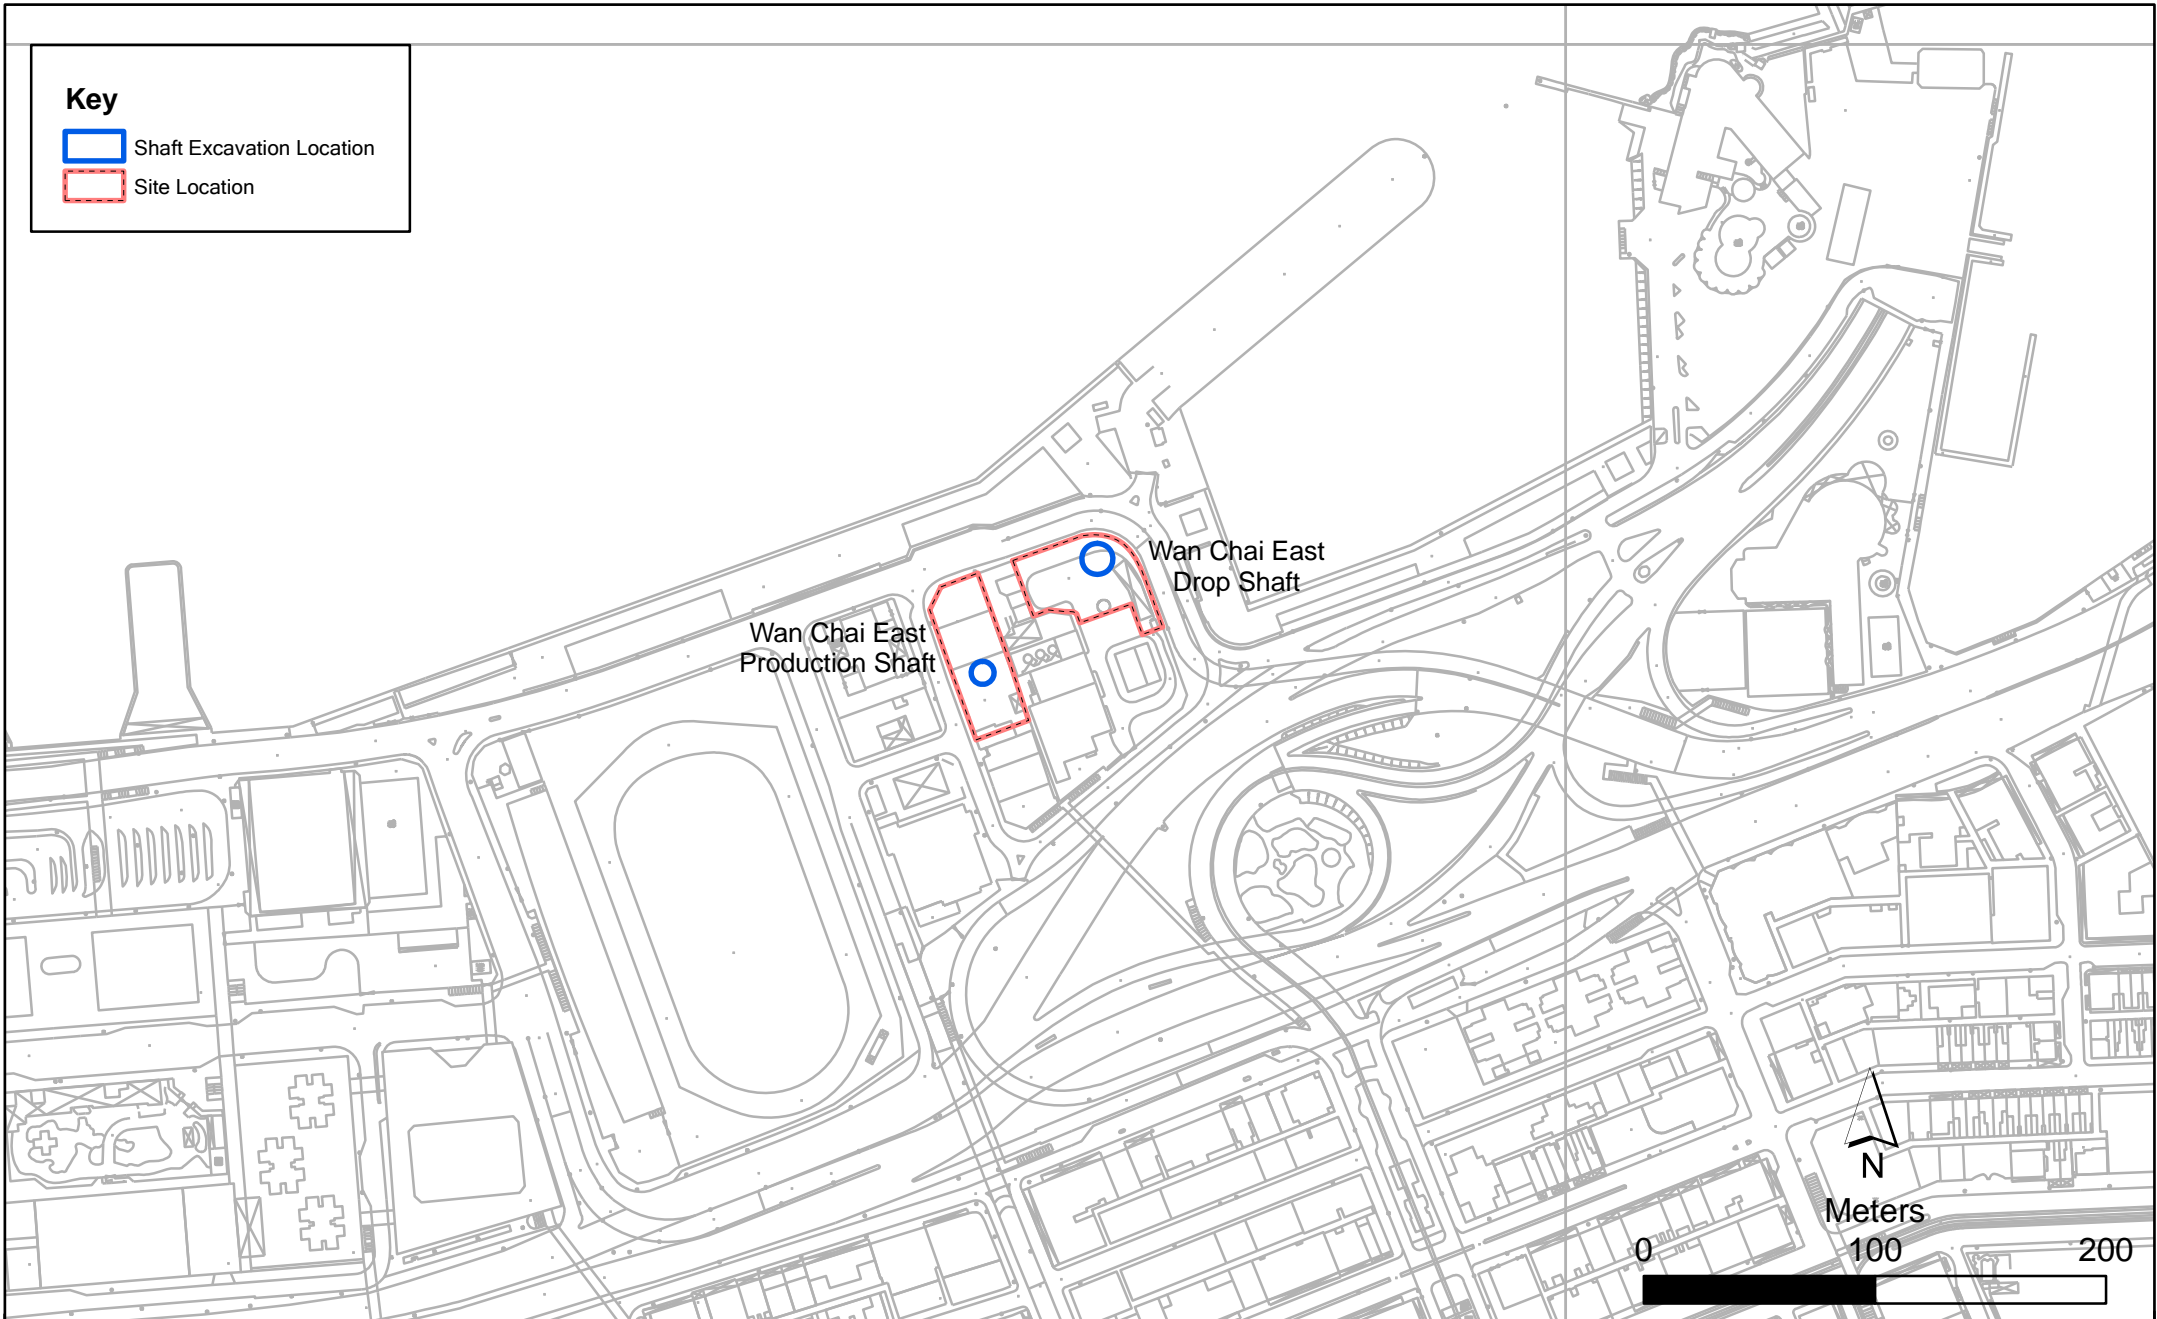 Key
Shaft Excavation Location
Site Location
Wan Chai East
Drop Shaft
Wan Chai East
Production Shaft
N
Meters
0 100 200